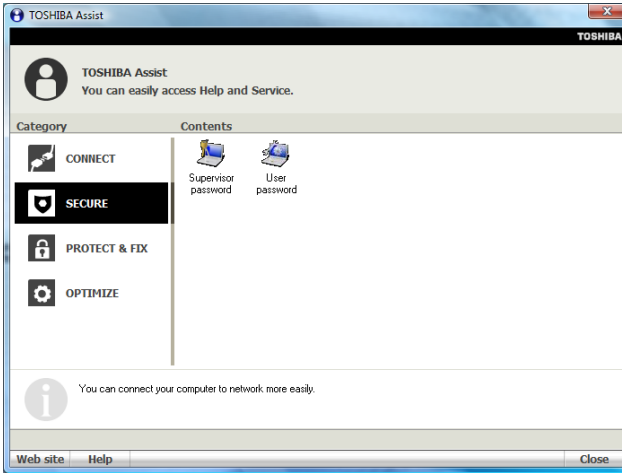 TOSHIBA Assist
TOSHIBA
TOSHIBA Assist
You can easily access Help and Service.
Category
Contents
CONNECT
SECURE
PROTECT & FIX
OPTIMIZE
Supervisor
password
User
password
You can connect your computer to network more easily.
Web site
Help
Close